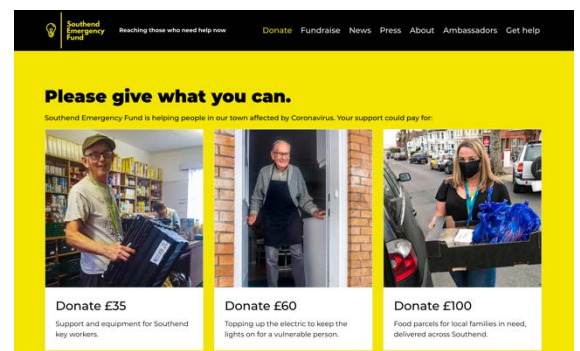 Southend
Emergency
Fund
Reaching those who need help now
Donate Fundraise News Press About Ambassadors Get help
Please give what you can.
Southend Emergency Fund is helping people in our town affected by Coronavirus. Your support could pay for:
Donate £35
Support and equipment for Southend
key workers.
Donate £60
Topping up the electric to keep the
lights on for a vulnerable person.
Donate £100
Food parcels for local families in need,
delivered across Southend.